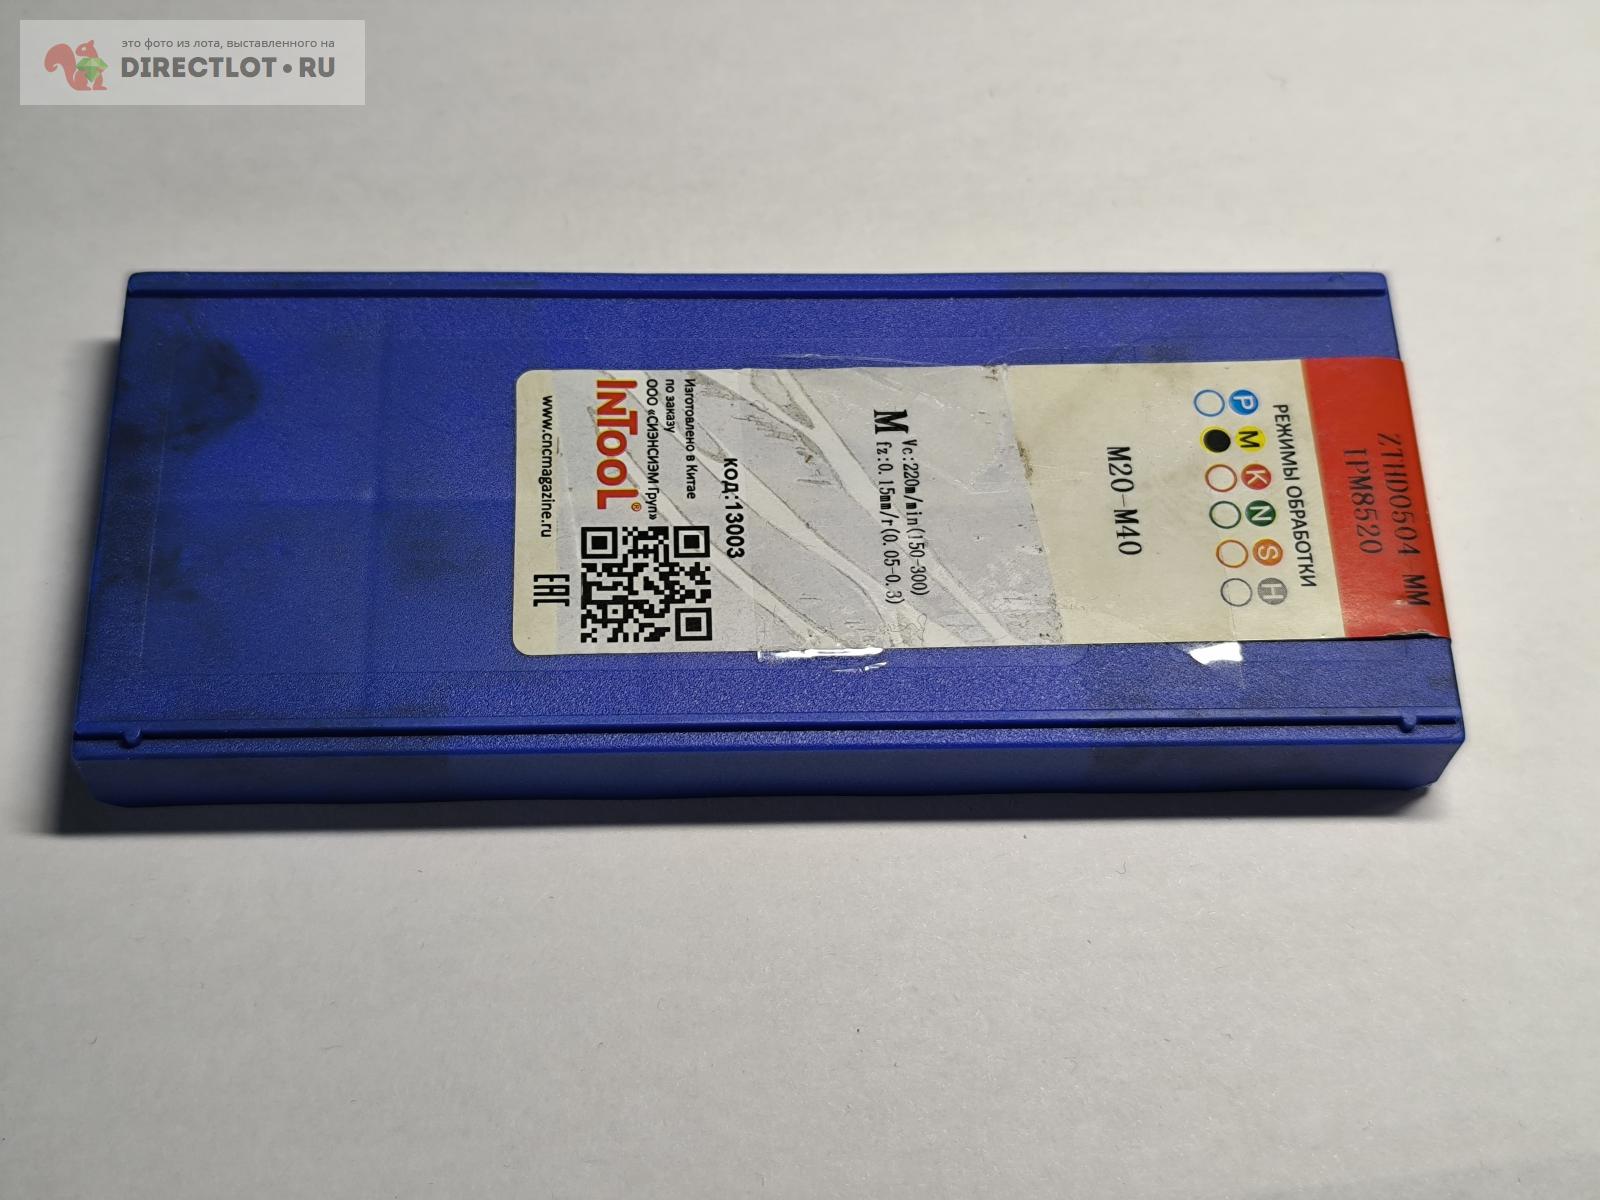 это фото из лота, выставленного на
DIRECTLOT.RU
ZTHD0504-MM
IPM8520
РЕЖИМЫ ОБРАБОТКИ
P M K N S H
M20-M40
M
Vc:220m/min(150-300)
fz:0.15mm/r(0.05-0.3)
КОД:13003
Изготовлено в Китае
по заказу
ООО «СИЭНСИЭМ Груп»
INTOOL®
www.cncmagazine.ru
EAC